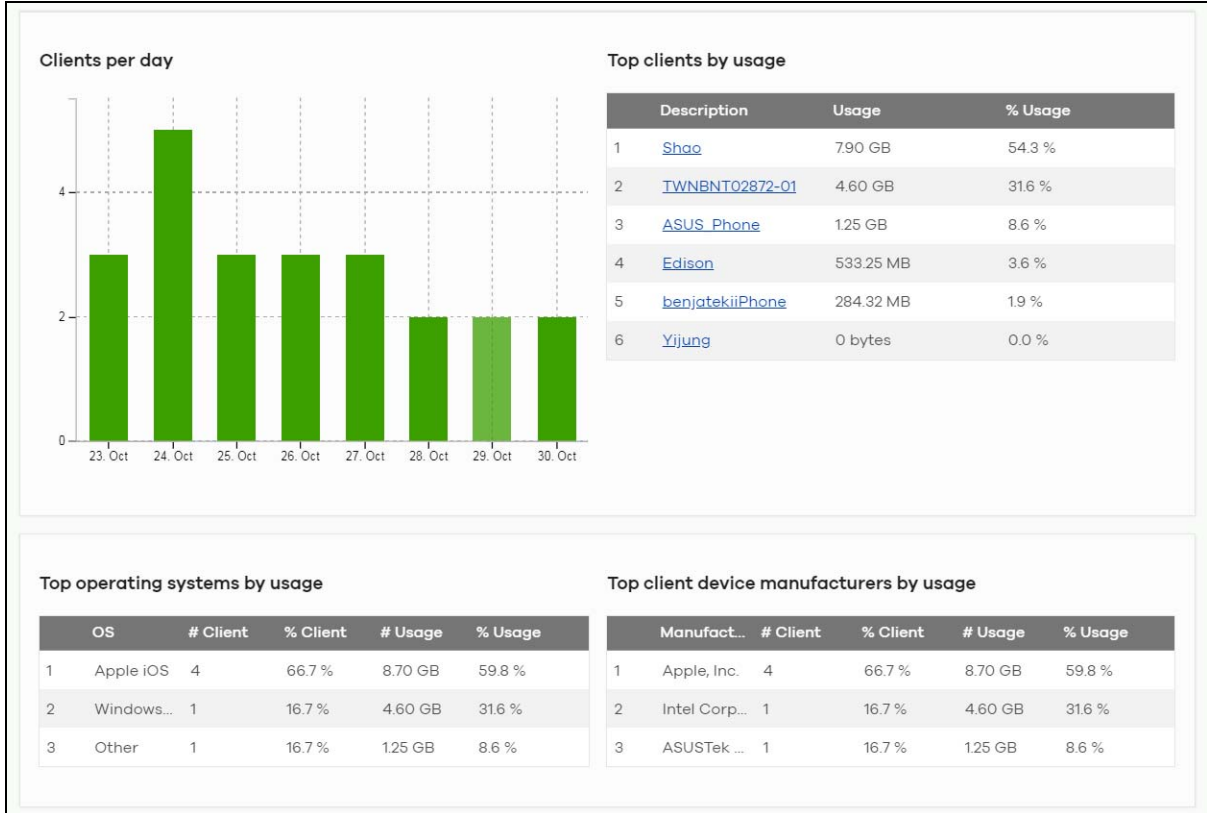 Clients per day
4
2
0
23. Oct 24. Oct 25. Oct 26. Oct 27. Oct 28. Oct 29. Oct 30. Oct
Top clients by usage
Description Usage % Usage
1 Shao 7.90 GB 54.3 %
2 TWNBNT02872-01 4.60 GB 31.6 %
3 ASUS_Phone 1.25 GB 8.6 %
4 Edison 533.25 MB 3.6 %
5 benjatekiiPhone 284.32 MB 1.9 %
6 Yijung 0 bytes 0.0 %
Top operating systems by usage
OS # Client % Client # Usage % Usage
1 Apple iOS 4 66.7 % 8.70 GB 59.8 %
2 Windows... 1 16.7 % 4.60 GB 31.6 %
3 Other 1 16.7 % 1.25 GB 8.6 %
Top client device manufacturers by usage
Manufact... # Client % Client # Usage % Usage
1 Apple, Inc. 4 66.7 % 8.70 GB 59.8 %
2 Intel Corp... 1 16.7 % 4.60 GB 31.6 %
3 ASUSTek ... 1 16.7 % 1.25 GB 8.6 %